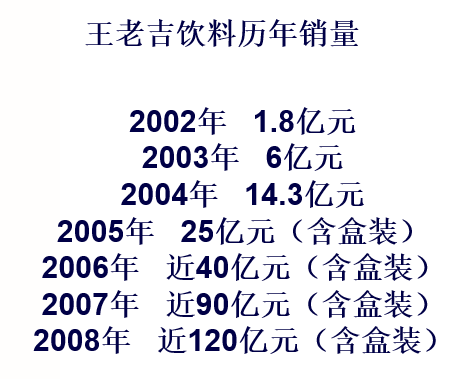 王老吉饮料历年销量
2002年 1.8亿元
2003年 6亿元
2004年 14.3亿元
2005年 25亿元（含盒装）
2006年 近40亿元（含盒装）
2007年 近90亿元（含盒装）
2008年 近120亿元（含盒装）